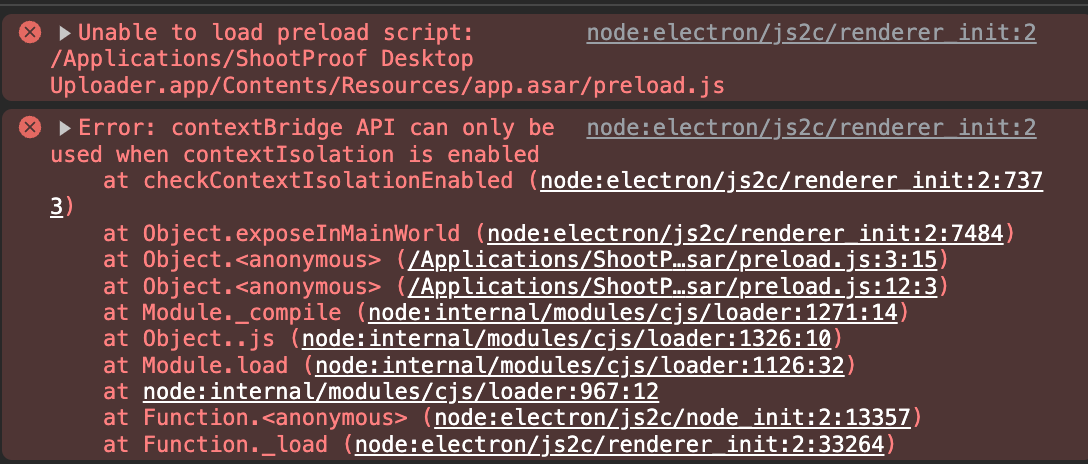 ▶Unable to load preload script: node:electron/js2c/renderer_init:2
/Applications/ShootProof Desktop
Uploader.app/Contents/Resources/app.asar/preload.js
▶Error: contextBridge API can only be node:electron/js2c/renderer_init:2
used when contextIsolation is enabled
at checkContextIsolationEnabled (node:electron/js2c/renderer_init:2:737
3)
at Object.exposeInMainWorld (node:electron/js2c/renderer_init:2:7484)
at Object.<anonymous> (/Applications/ShootP…sar/preload.js:3:15)
at Object.<anonymous> (/Applications/ShootP…sar/preload.js:12:3)
at Module._compile (node:internal/modules/cjs/loader:1271:14)
at Object..js (node:internal/modules/cjs/loader:1326:10)
at Module.load (node:internal/modules/cjs/loader:1126:32)
at node:internal/modules/cjs/loader:967:12
at Function.<anonymous> (node:electron/js2c/node_init:2:13357)
at Function._load (node:electron/js2c/renderer_init:2:33264)